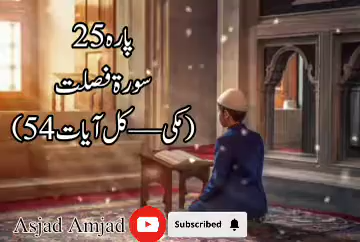 پارہ 25
سورۃ فصلت
(مکی — کل آیات 54)
Asjad Amjad Subscribed